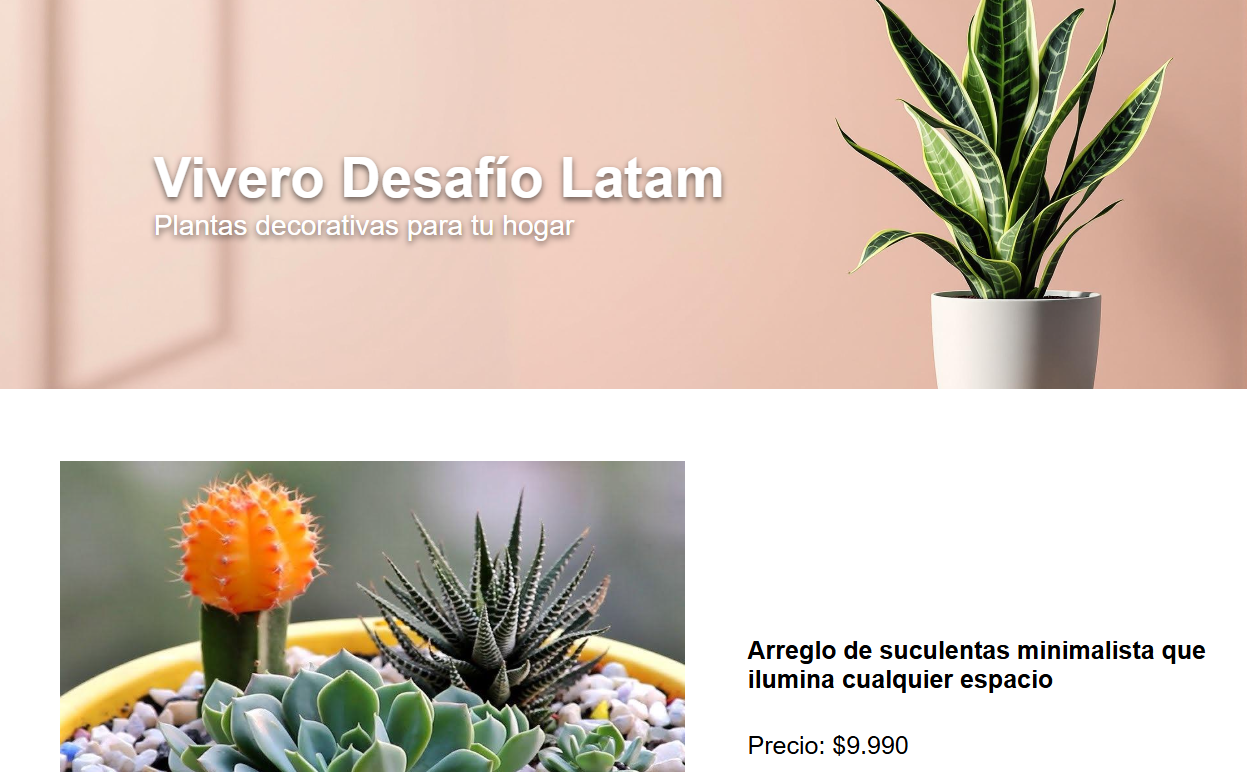 Vivero Desafío Latam
Plantas decorativas para tu hogar
Arreglo de suculentas minimalista que
ilumina cualquier espacio
Precio: $9.990